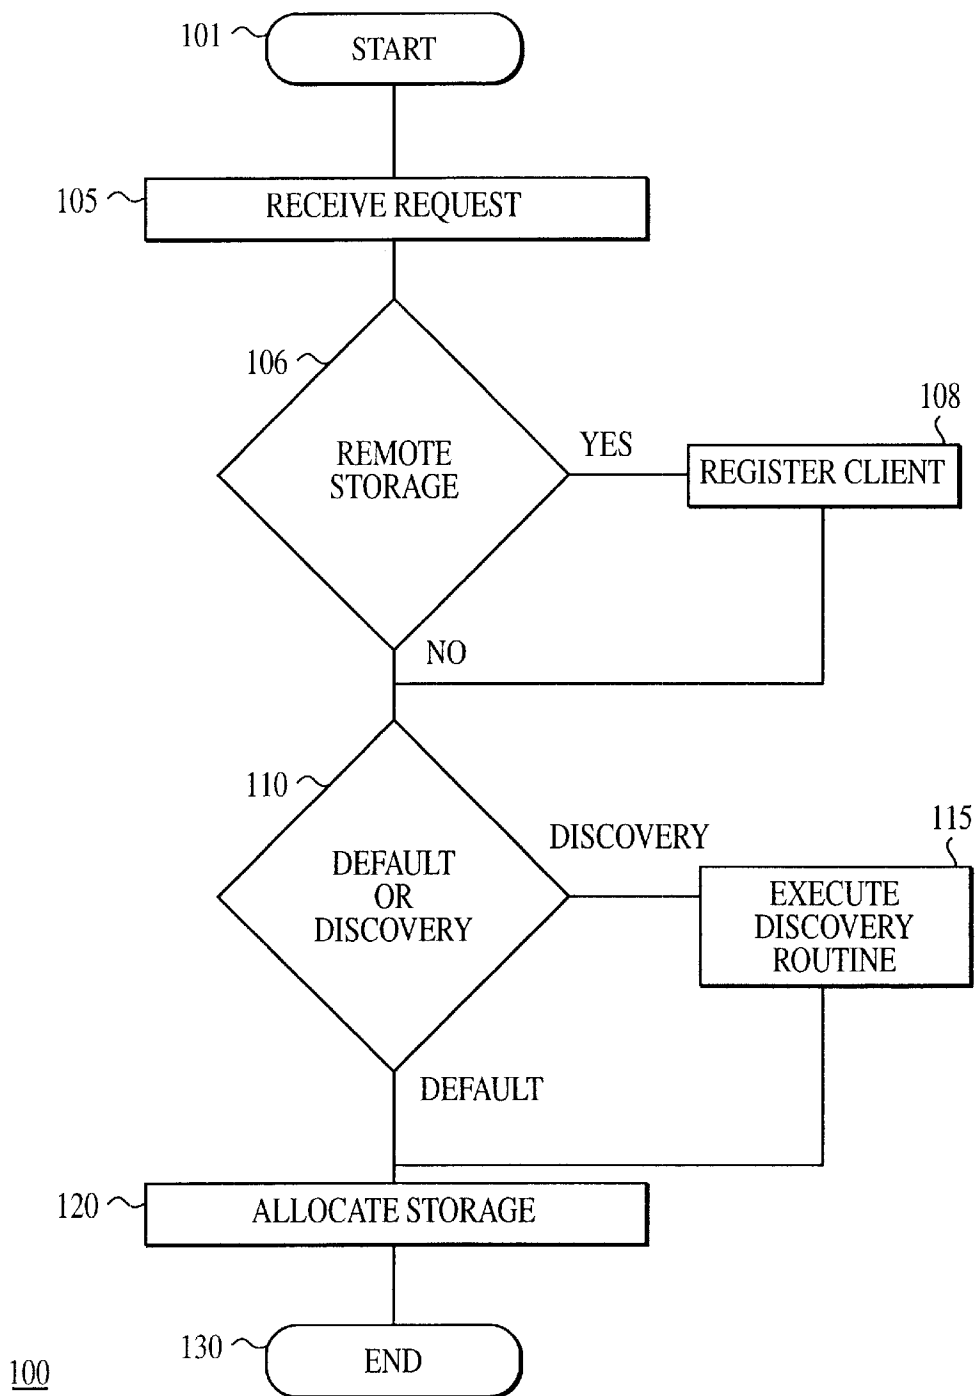 101
START
105
RECEIVE REQUEST
106
REMOTE
STORAGE
YES
108
REGISTER CLIENT
NO
110
DEFAULT
OR
DISCOVERY
DISCOVERY
115
EXECUTE
DISCOVERY
ROUTINE
DEFAULT
120
ALLOCATE STORAGE
130
END
100